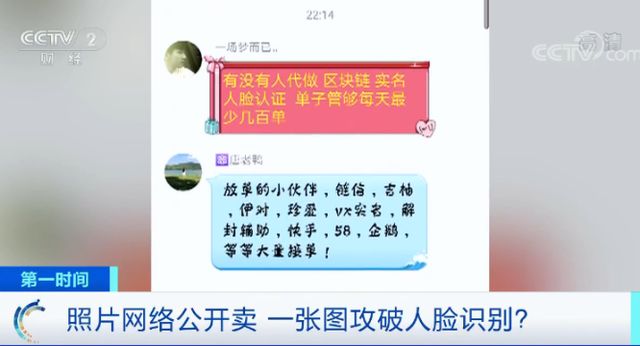 22:14
CCTV 2
财经
高清
CCTV.com
一场梦而已..
有没有人代做 区块链 实名
人脸认证 单子管够每天最
少几百单
唐老鸭
放单的小伙伴，链信，吉柚
，伊对，珍爱，vx实名，解
封辅助，快手，58，企鹅，
等等大量接单！
第一时间
照片网络公开卖 一张图攻破人脸识别？